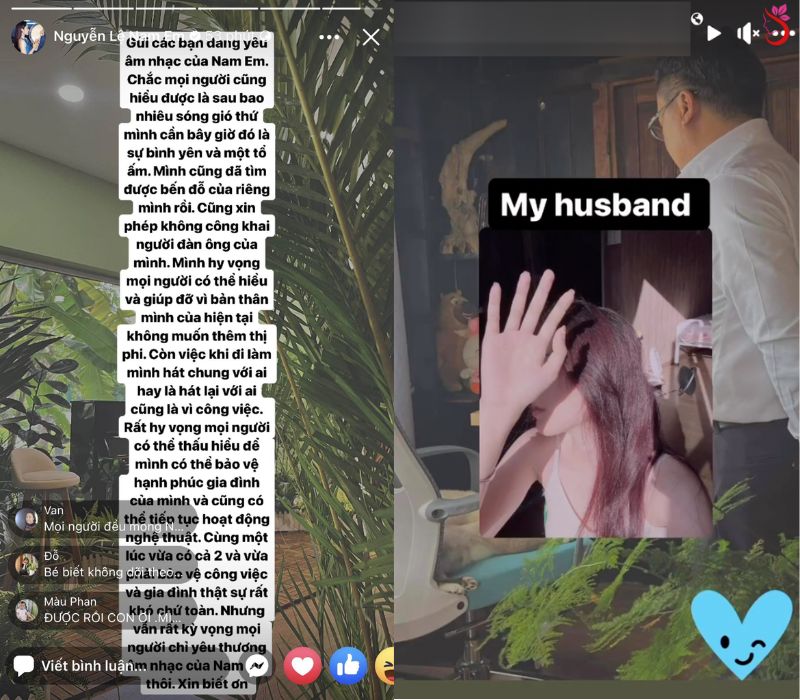 Nguyễn Lê Nam Em 53 phút
Gửi các bạn đang yêu
âm nhạc của Nam Em.
Chắc mọi người cũng
hiểu được là sau bao
nhiêu sóng gió thứ
mình cần bây giờ đó là
sự bình yên và một tổ
ấm. Mình cũng đã tìm
được bến đỗ của riêng
mình rồi. Cũng xin
phép không công khai
người đàn ông của
mình. Mình hy vọng
mọi người có thể hiểu
và giúp đỡ vì bản thân
mình của hiện tại
không muốn thêm thị
phi. Còn việc khi đi làm
mình hát chung với ai
hay là hát lại với ai
cũng là vì công việc.
Rất hy vọng mọi người
có thể thấu hiểu để
mình có thể bảo vệ
hạnh phúc gia đình
của mình và cũng có
thể tiếp tục hoạt động
nghệ thuật. Cùng một
lúc vừa có cả 2 và vừa
phải bảo vệ công việc
và gia đình thật sự rất
khó chứ toàn. Nhưng
vẫn rất kỳ vọng mọi
người chỉ yêu thương
âm nhạc của Nam
thôi. Xin biết ơn
Van
Mọi người đều mong N...
Đỗ
Bé biết không dõi theo...
Màu Phan
ĐƯỢC RỒI CON ƠI .MI...
Viết bình luận...
My husband